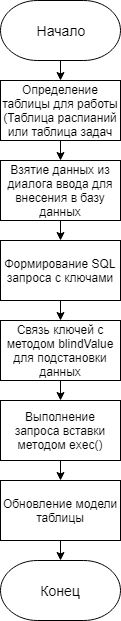 Начало
Определение
таблицы для работы
(Таблица распианий
или таблица задач
Взятие данных из
диалога ввода для
внесения в базу
данных
Формирование SQL
запроса с ключами
Связь ключей с
методом blindValue
для подстановки
данных
Выполнение
запроса вставки
методом exec()
Обновление модели
таблицы
Конец